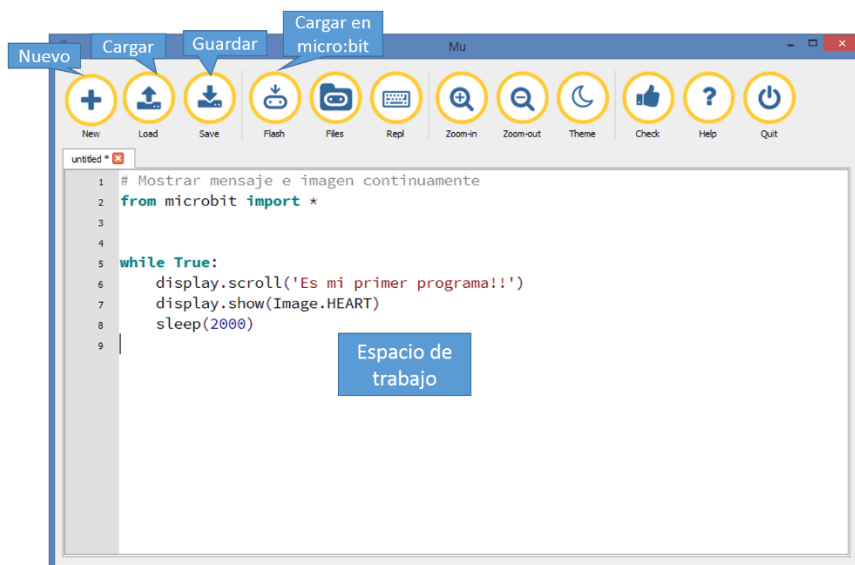 Cargar en
micro:bit
Nuevo
Cargar
Guardar
Mu
New
Load
Save
Flash
Files
Repl
Zoom-in
Zoom-out
Theme
Check
Help
Quit
untitled *
1 # Mostrar mensaje e imagen continuamente
2 from microbit import *
3
4
5 while True:
6 display.scroll('Es mi primer programa!!')
7 display.show(Image.HEART)
8 sleep(2000)
9
Espacio de
trabajo